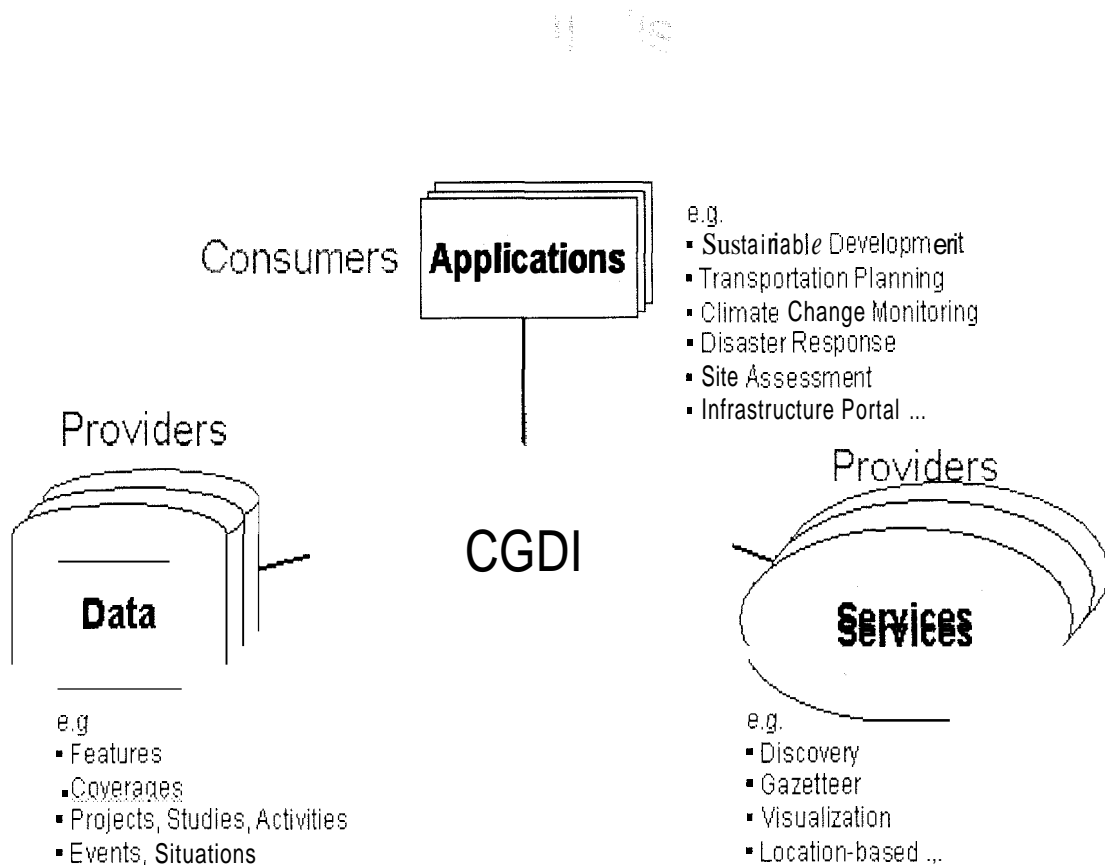 Consumers
Applications
e.g.
▪ Sustainable Development
▪ Transportation Planning
▪ Climate Change Monitoring
▪ Disaster Response
▪ Site Assessment
▪ Infrastructure Portal ...
Providers
Data
e.g
▪ Features
▪ Coverages
▪ Projects, Studies, Activities
▪ Events, Situations
CGDI
Providers
Services
Services
e.g.
▪ Discovery
▪ Gazetteer
▪ Visualization
▪ Location-based ...